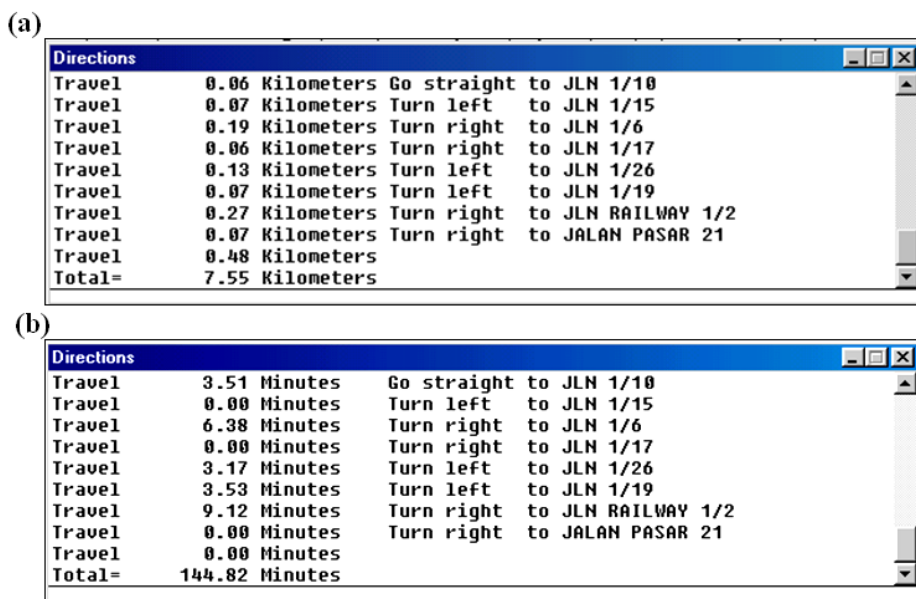 (a)
Directions
Travel 0.06 Kilometers Go straight to JLN 1/10
Travel 0.07 Kilometers Turn left to JLN 1/15
Travel 0.19 Kilometers Turn right to JLN 1/6
Travel 0.06 Kilometers Turn right to JLN 1/17
Travel 0.13 Kilometers Turn left to JLN 1/26
Travel 0.07 Kilometers Turn left to JLN 1/19
Travel 0.27 Kilometers Turn right to JLN RAILWAY 1/2
Travel 0.07 Kilometers Turn right to JALAN PASAR 21
Travel 0.48 Kilometers
Total= 7.55 Kilometers
(b)
Directions
Travel 3.51 Minutes Go straight to JLN 1/10
Travel 0.00 Minutes Turn left to JLN 1/15
Travel 6.38 Minutes Turn right to JLN 1/6
Travel 0.00 Minutes Turn right to JLN 1/17
Travel 3.17 Minutes Turn left to JLN 1/26
Travel 3.53 Minutes Turn left to JLN 1/19
Travel 9.12 Minutes Turn right to JLN RAILWAY 1/2
Travel 0.00 Minutes Turn right to JALAN PASAR 21
Travel 0.00 Minutes
Total= 144.82 Minutes